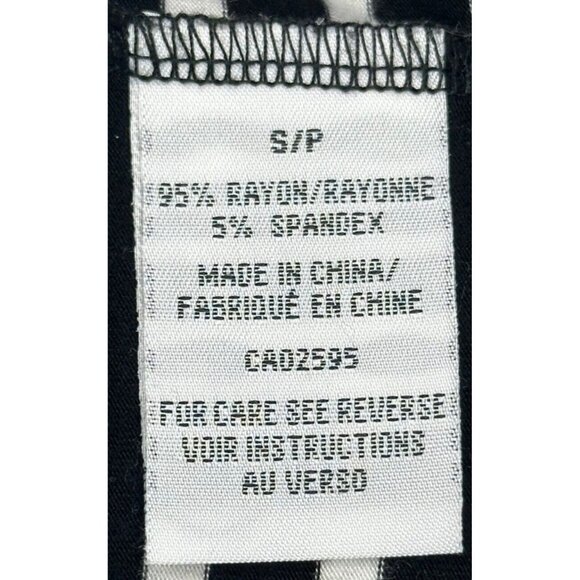 S/P
95% RAYON/RAYONNE
5% SPANDEX
MADE IN CHINA/
FABRIQUÉ EN CHINE
CA02595
FOR CARE SEE REVERSE
VOIR INSTRUCTIONS
AU VERSO